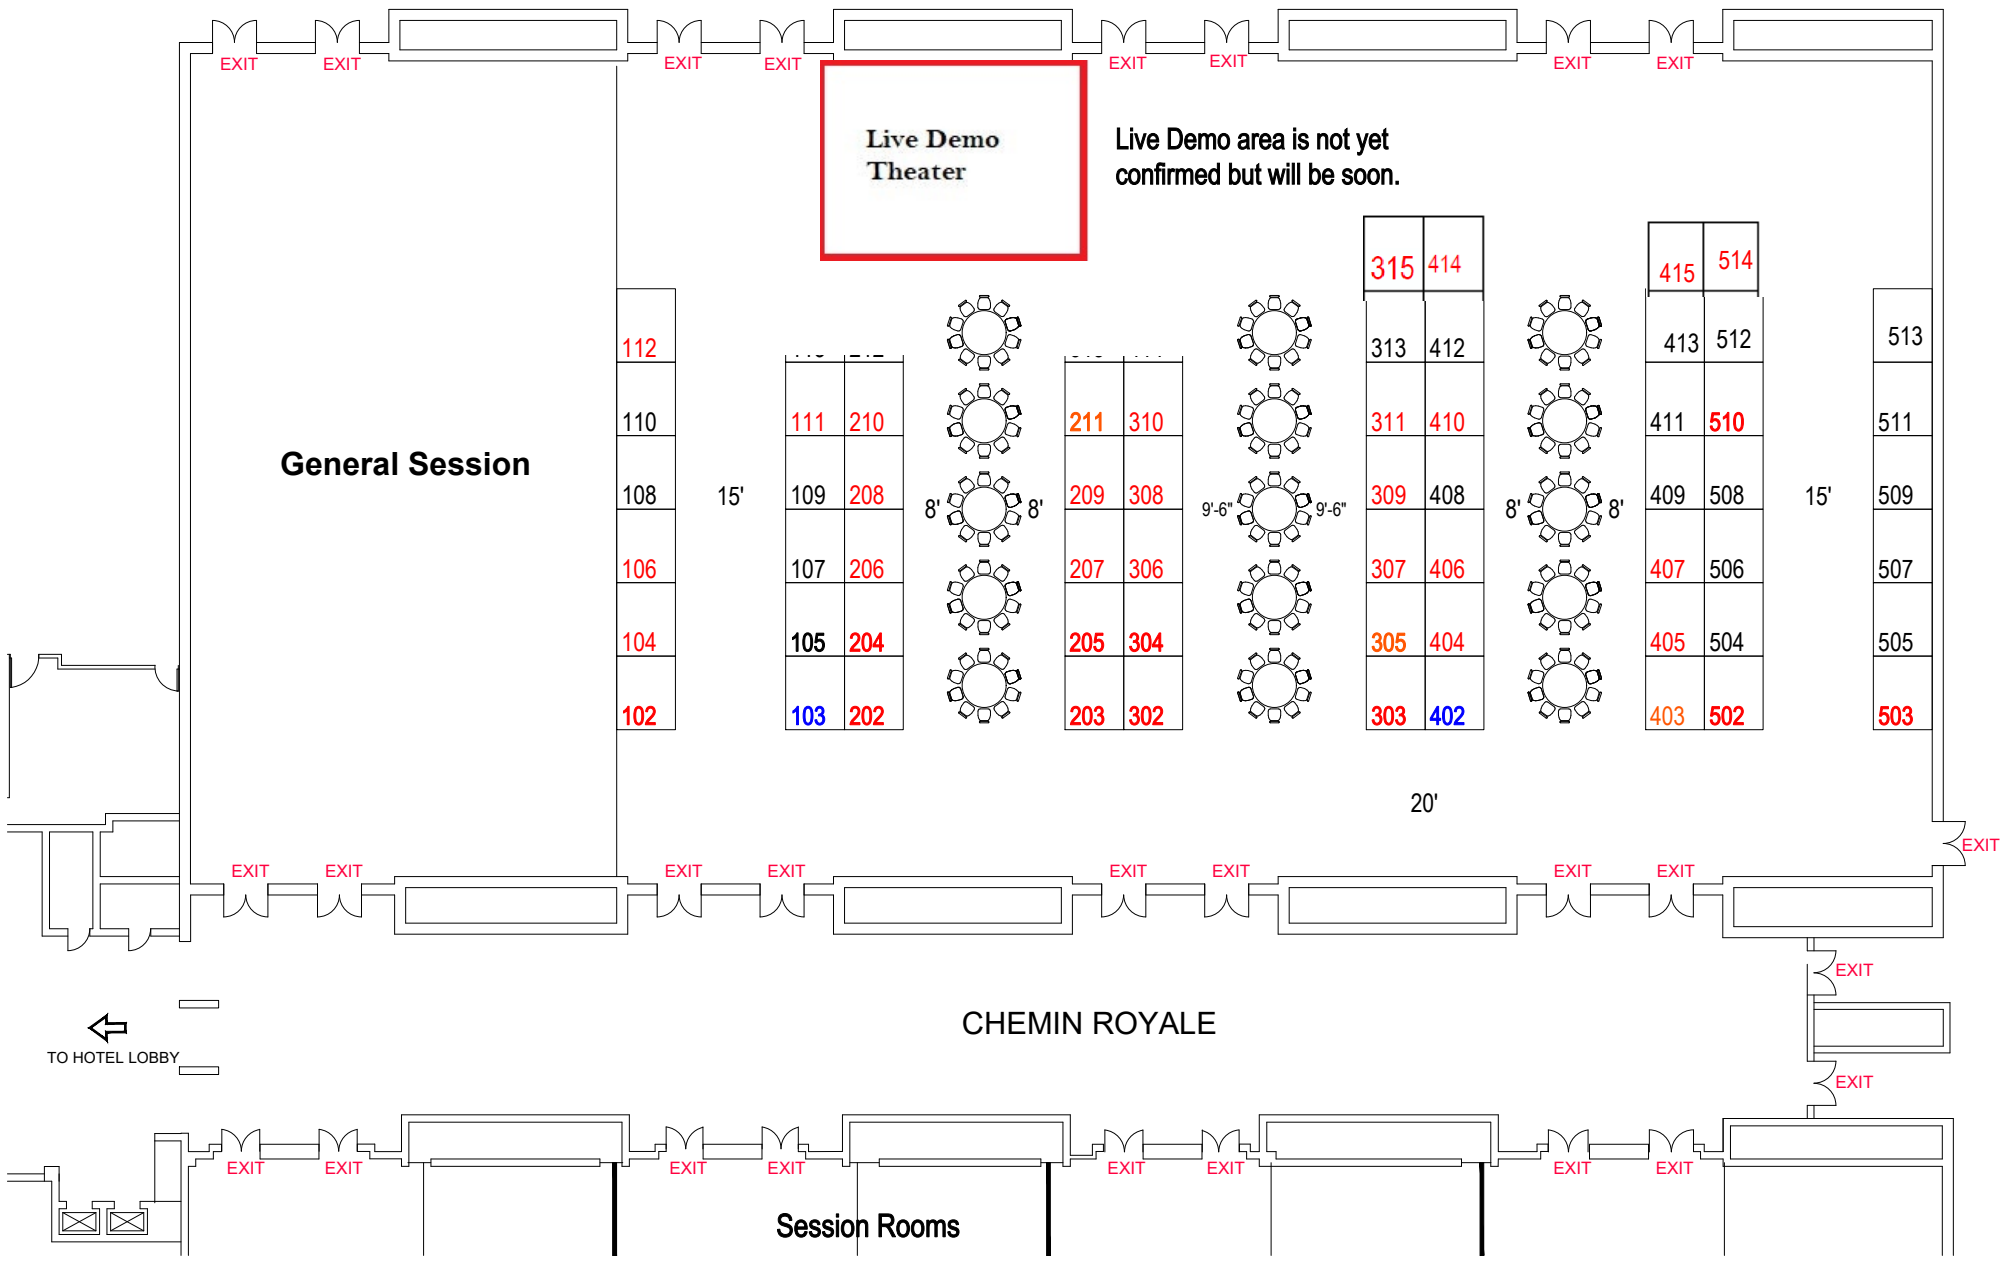 EXIT EXIT EXIT EXIT EXIT EXIT EXIT EXIT
Live Demo
Theater
Live Demo area is not yet
confirmed but will be soon.
315 414 415 514
112 313 412 413 512 513
110 111 210 211 310 311 410 411 510 511
General Session
108 15' 109 208 8' 8' 209 308 9'-6" 9'-6" 309 408 8' 8' 409 508 15' 509
106 107 206 207 306 307 406 407 506 507
104 105 204 205 304 305 404 405 504 505
102 103 202 203 302 303 402 403 502 503
20'
EXIT
EXIT EXIT EXIT EXIT EXIT EXIT EXIT EXIT
EXIT
CHEMIN ROYALE
TO HOTEL LOBBY
EXIT
EXIT EXIT EXIT EXIT EXIT EXIT EXIT EXIT
Session Rooms